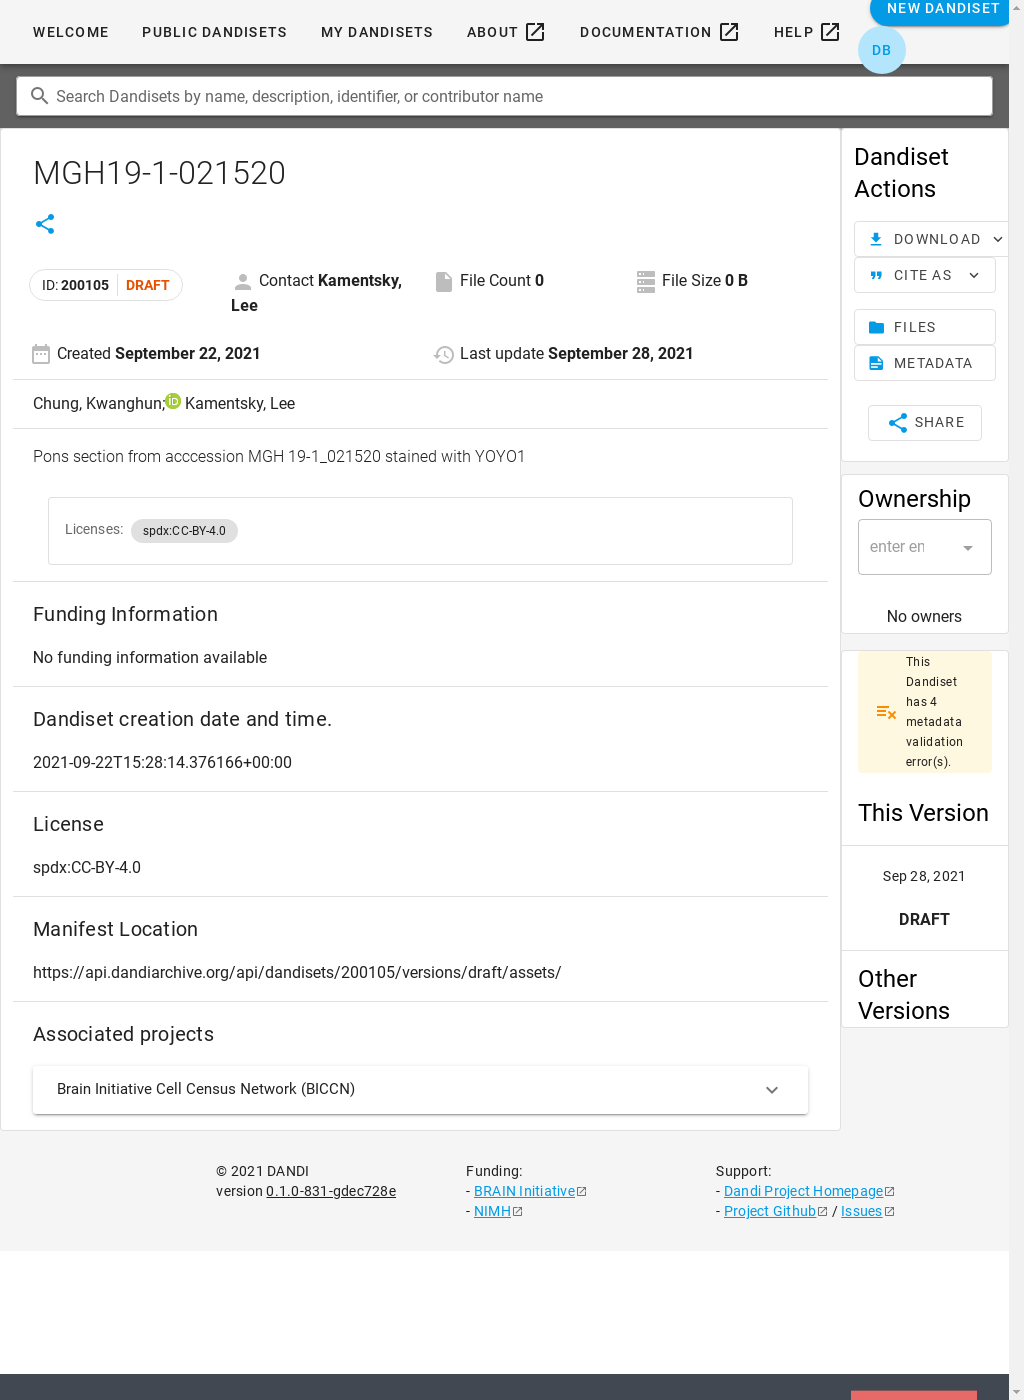 NEW DANDISET
WELCOME PUBLIC DANDISETS MY DANDISETS ABOUT DOCUMENTATION HELP
DB
Search Dandisets by name, description, identifier, or contributor name
MGH19-1-021520
ID: 200105 DRAFT
Contact Kamentsky, Lee
File Count 0
File Size 0 B
Created September 22, 2021
Last update September 28, 2021
Chung, Kwanghun; Kamentsky, Lee
Pons section from acccession MGH 19-1_021520 stained with YOYO1
Licenses: spdx:CC-BY-4.0
Funding Information
No funding information available
Dandiset creation date and time.
2021-09-22T15:28:14.376166+00:00
License
spdx:CC-BY-4.0
Manifest Location
https://api.dandiarchive.org/api/dandisets/200105/versions/draft/assets/
Associated projects
Brain Initiative Cell Census Network (BICCN)
Dandiset
Actions
DOWNLOAD
CITE AS
FILES
METADATA
SHARE
Ownership
enter en
No owners
This
Dandiset
has 4
metadata
validation
error(s).
This Version
Sep 28, 2021
DRAFT
Other
Versions
© 2021 DANDI
version 0.1.0-831-gdec728e
Funding:
- BRAIN Initiative
- NIMH
Support:
- Dandi Project Homepage
- Project Github / Issues